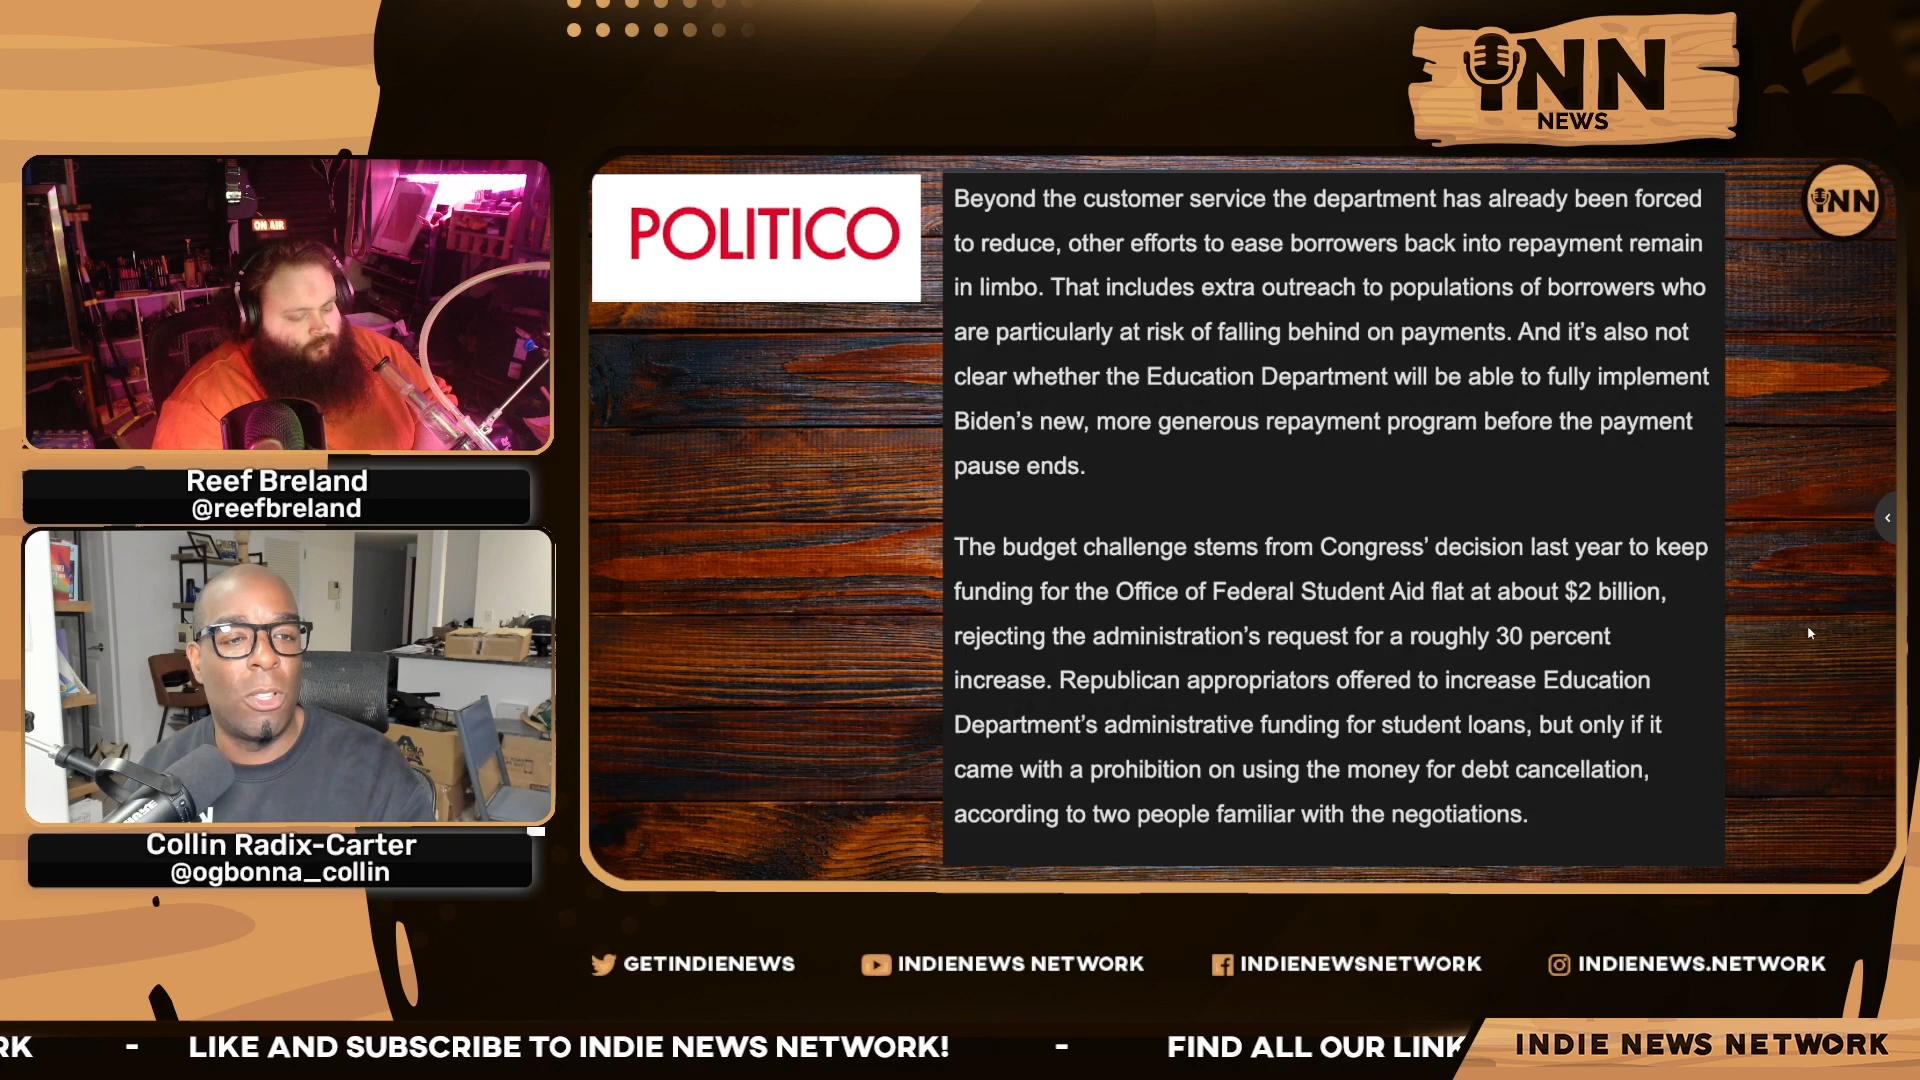 iNN
NEWS
ON AIR
POLITICO
iNN
Beyond the customer service the department has already been forced
to reduce, other efforts to ease borrowers back into repayment remain
in limbo. That includes extra outreach to populations of borrowers who
are particularly at risk of falling behind on payments. And it’s also not
clear whether the Education Department will be able to fully implement
Biden’s new, more generous repayment program before the payment
pause ends.
The budget challenge stems from Congress’ decision last year to keep
funding for the Office of Federal Student Aid flat at about $2 billion,
rejecting the administration’s request for a roughly 30 percent
increase. Republican appropriators offered to increase Education
Department’s administrative funding for student loans, but only if it
came with a prohibition on using the money for debt cancellation,
according to two people familiar with the negotiations.
Reef Breland
@reefbreland
Collin Radix-Carter
@ogbonna_collin
GETINDIENEWS
INDIENEWS NETWORK
INDIENEWSNETWORK
INDIENEWS.NETWORK
RK - LIKE AND SUBSCRIBE TO INDIE NEWS NETWORK! - FIND ALL OUR LINK
INDIE NEWS NETWORK